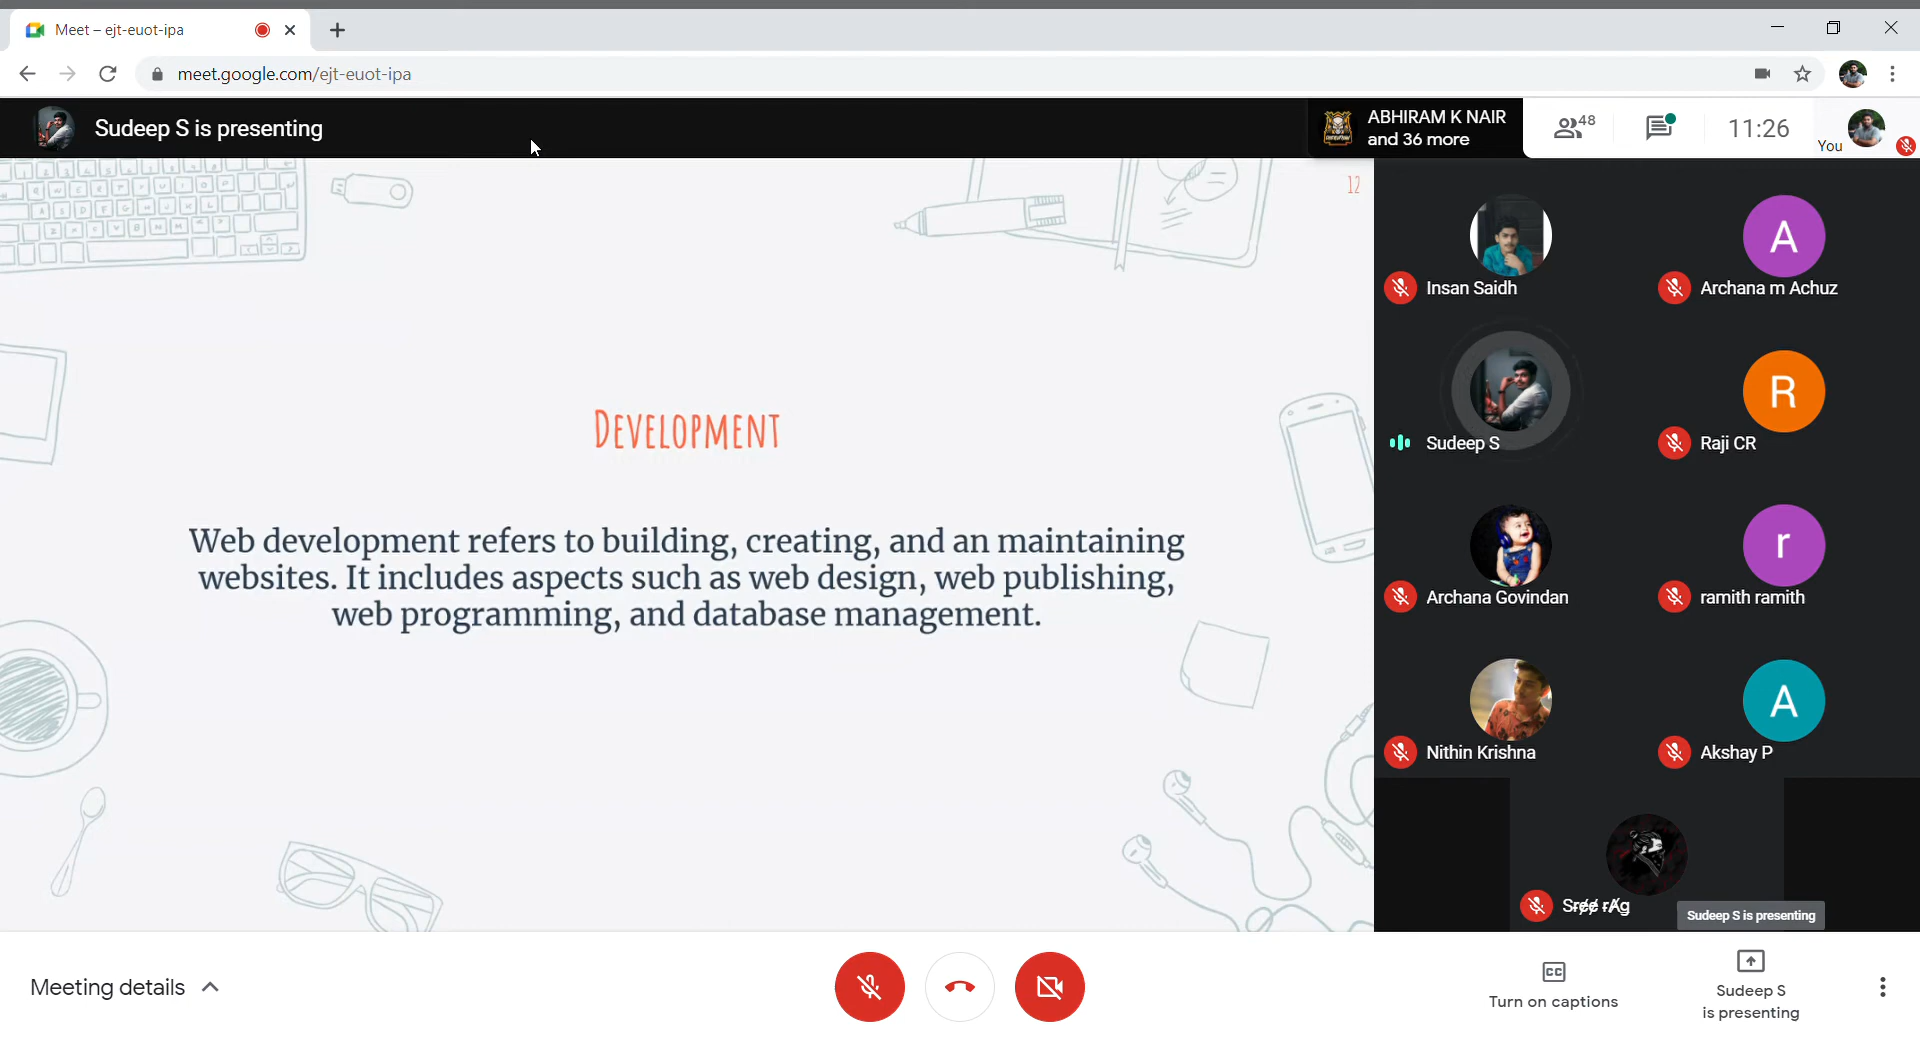 Meet – ejt-euot-ipa
meet.google.com/ejt-euot-ipa
Sudeep S is presenting
ABHIRAM K NAIR
and 36 more
48
11:26
You
12
Development
Web development refers to building, creating, and an maintaining
websites. It includes aspects such as web design, web publishing,
web programming, and database management.
Insan Saidh
Archana m Achuz
Sudeep S
R
Raji CR
A
Archana Govindan
r
ramith ramith
Nithin Krishna
A
Akshay P
Sɍɇɇ ɍȺg
Sudeep S is presenting
Meeting details
CC
Turn on captions
Sudeep S
is presenting